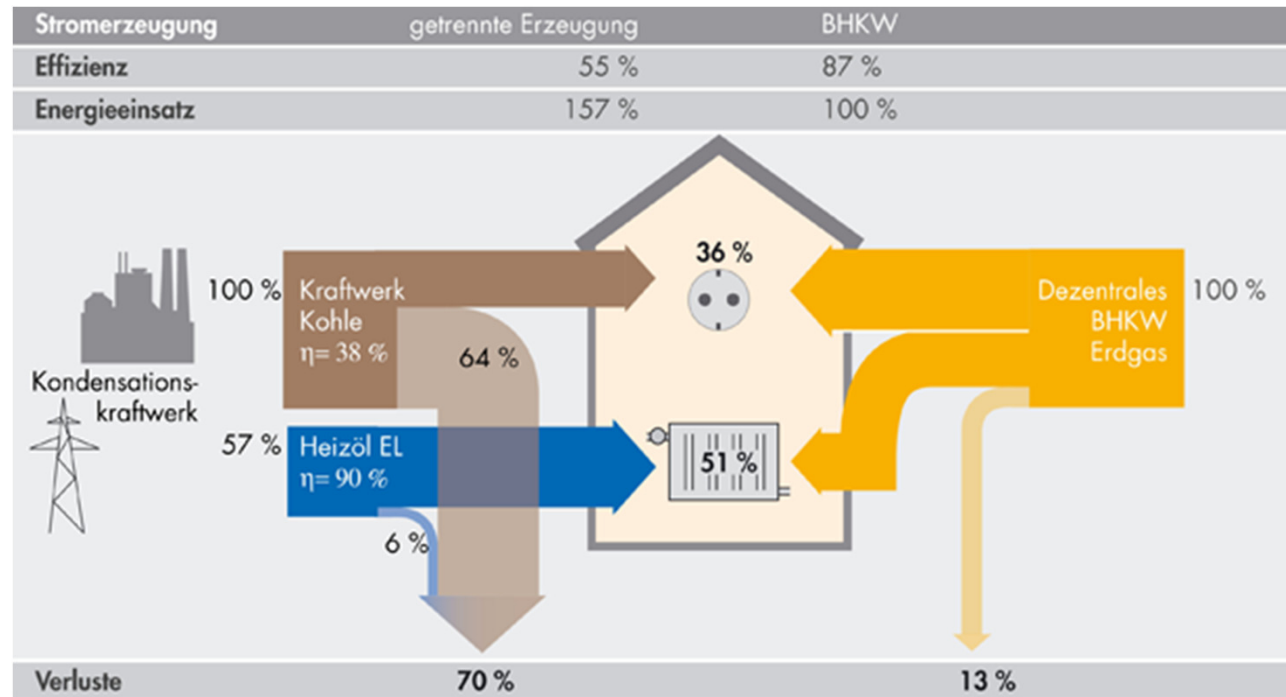 Stromerzeugung getrennte Erzeugung BHKW
Effizienz 55 % 87 %
Energieeinsatz 157 % 100 %
36 %
100 % Kraftwerk
Kohle
η= 38 %
64 %
Dezentrales
BHKW
Erdgas
100 %
Kondensations-
kraftwerk
57 % Heizöl EL
η= 90 %
51 %
6 %
Verluste 70 % 13 %